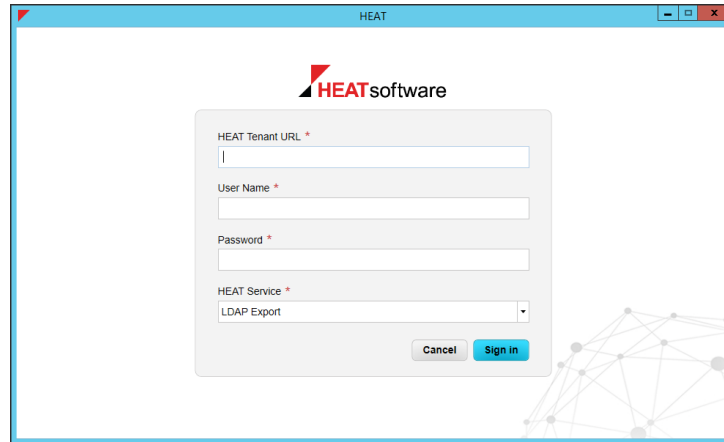 HEAT
HEATsoftware
HEAT Tenant URL *
User Name *
Password *
HEAT Service *
LDAP Export
Cancel Sign in